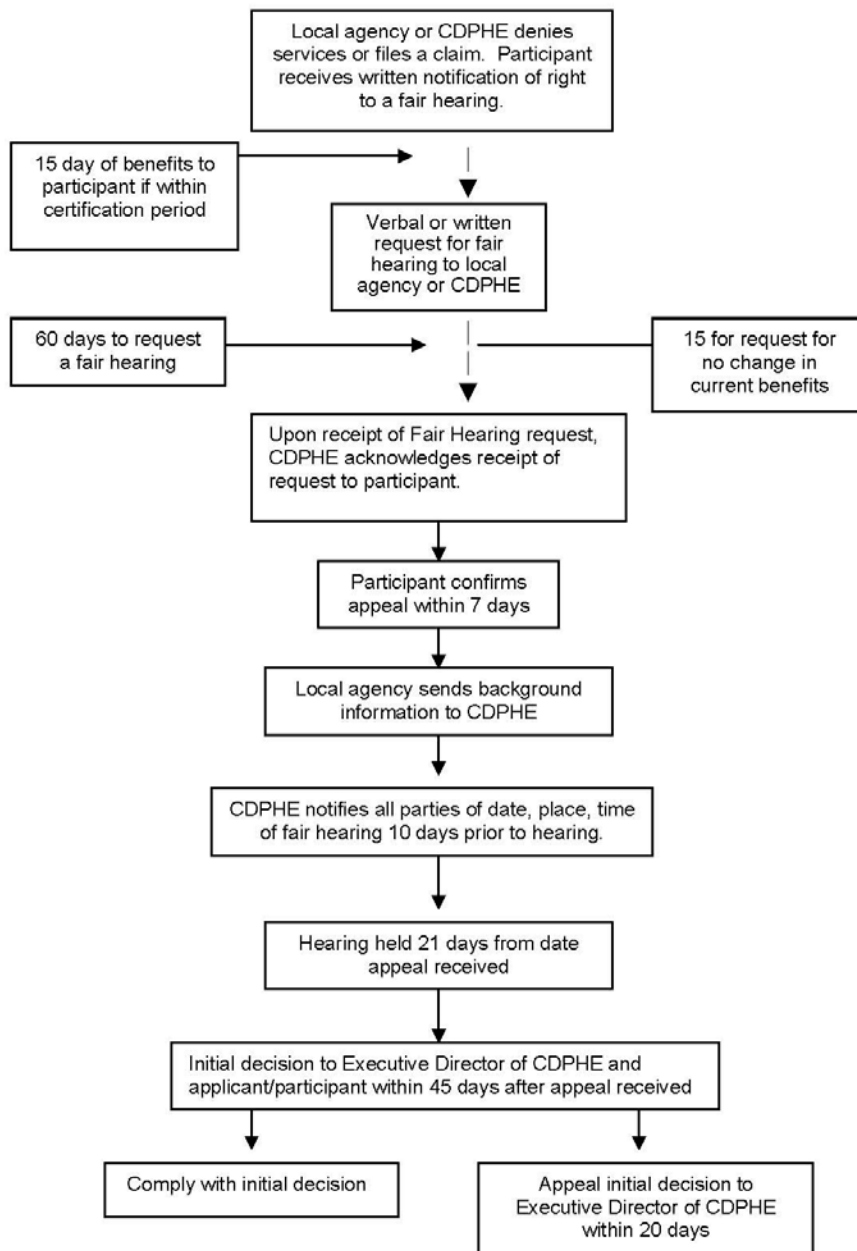 Local agency or CDPHE denies
services or files a claim.  Participant
receives written notification of right
to a fair hearing.
15 day of benefits to
participant if within
certification period
Verbal or written
request for fair
hearing to local
agency or CDPHE
60 days to request
a fair hearing
15 for request for
no change in
current benefits
Upon receipt of Fair Hearing request,
CDPHE acknowledges receipt of
request to participant.
Participant confirms
appeal within 7 days
Local agency sends background
information to CDPHE
CDPHE notifies all parties of date, place, time
of fair hearing 10 days prior to hearing.
Hearing held 21 days from date
appeal received
Initial decision to Executive Director of CDPHE and
applicant/participant within 45 days after appeal received
Comply with initial decision
Appeal initial decision to
Executive Director of CDPHE
within 20 days